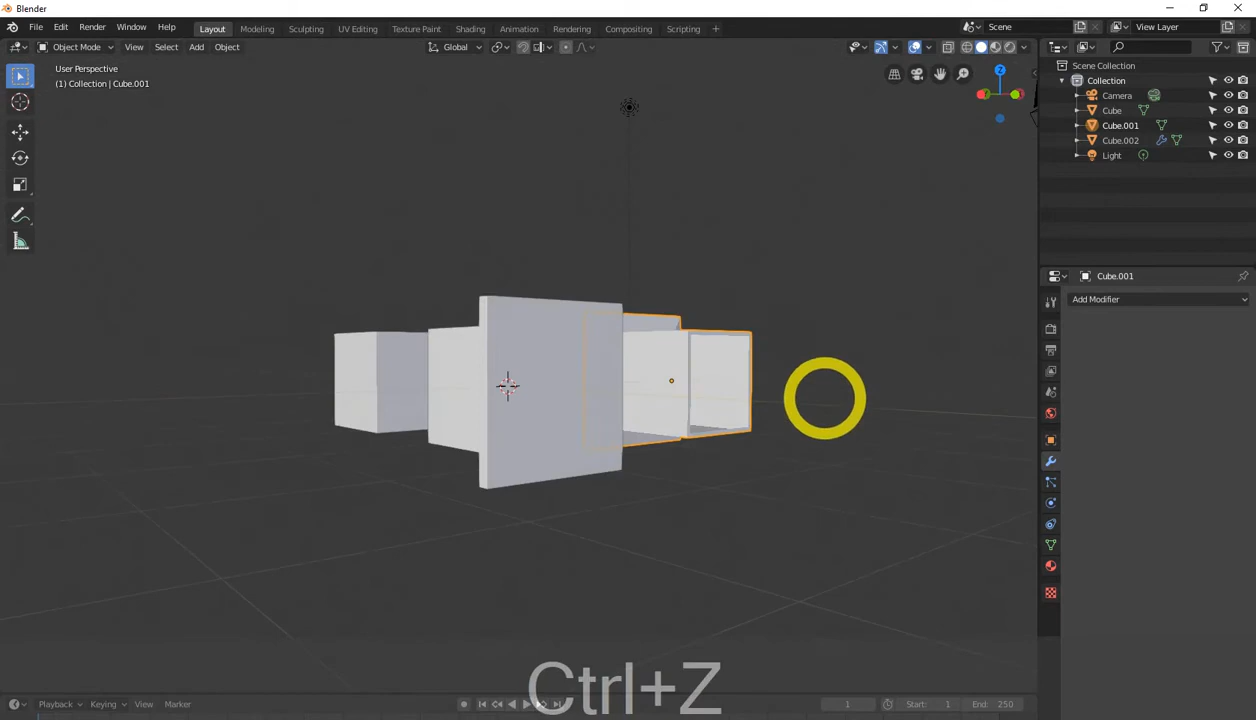 Blender
File Edit Render Window Help Layout Modeling Sculpting UV Editing Texture Paint Shading Animation Rendering Compositing Scripting + Scene View Layer
Object Mode View Select Add Object Global
User Perspective
(1) Collection | Cube.001
Z
Scene Collection
Collection
Camera
Cube
Cube.001
Cube.002
Light
Cube.001
Add Modifier
Ctrl+Z
Playback Keying View Marker 1 Start: 1 End: 250